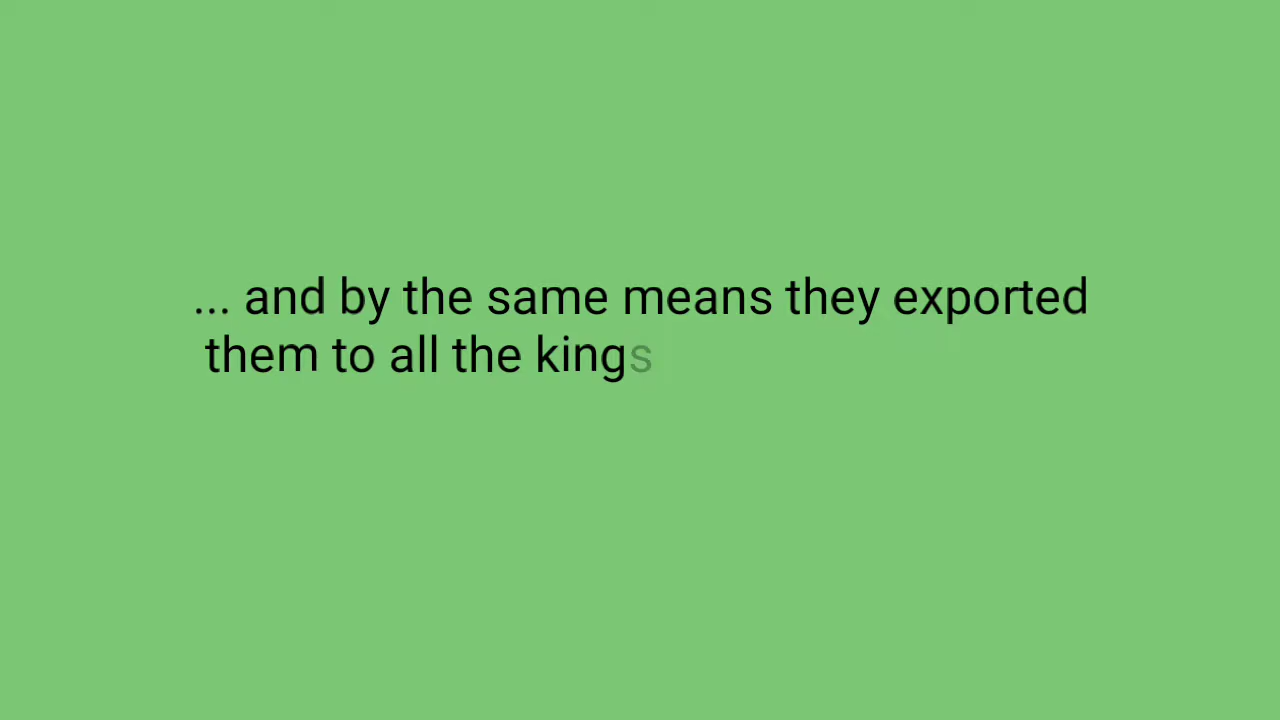 ... and by the same means they exported
them to all the kings